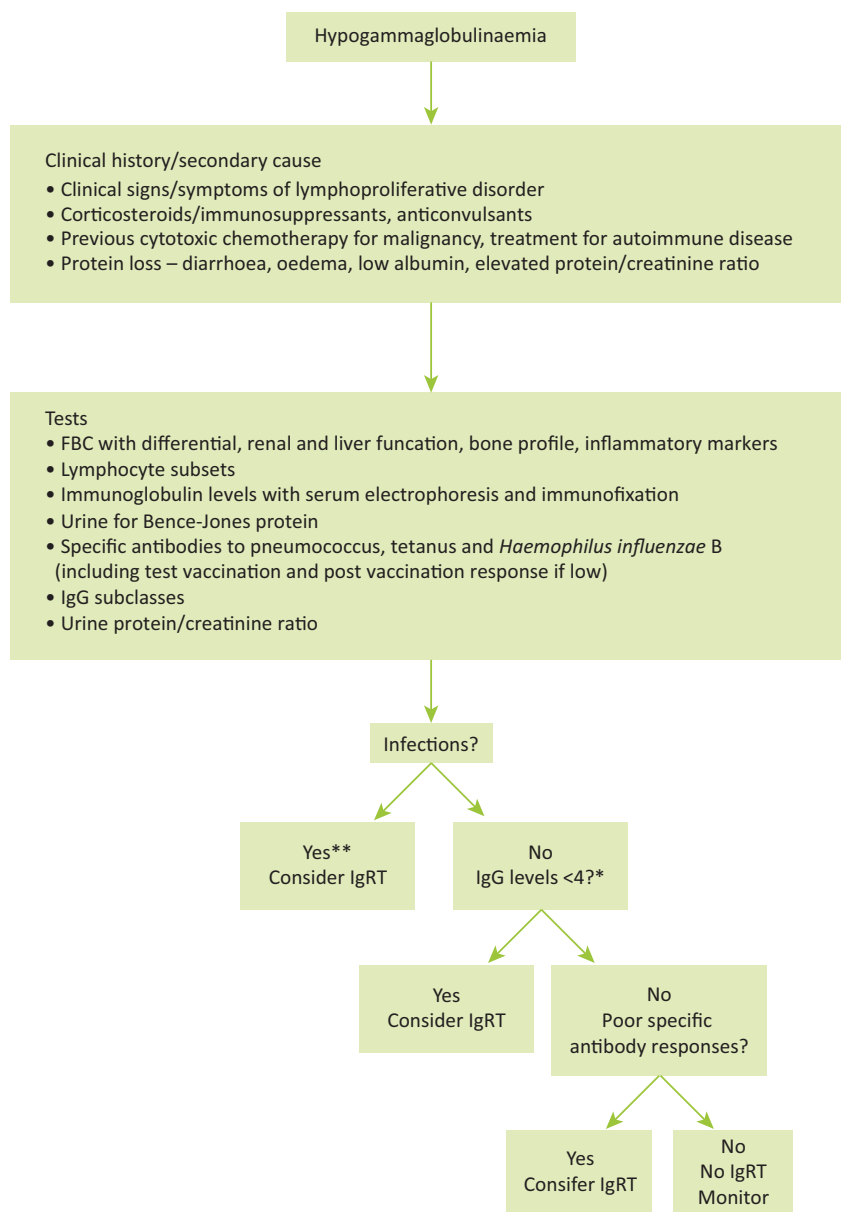 Hypogammaglobulinaemia
Clinical history/secondary cause
• Clinical signs/symptoms of lymphoproliferative disorder
• Corticosteroids/immunosuppressants, anticonvulsants
• Previous cytotoxic chemotherapy for malignancy, treatment for autoimmune disease
• Protein loss – diarrhoea, oedema, low albumin, elevated protein/creatinine ratio
Tests
• FBC with differential, renal and liver funcation, bone profile, inflammatory markers
• Lymphocyte subsets
• Immunoglobulin levels with serum electrophoresis and immunofixation
• Urine for Bence-Jones protein
• Specific antibodies to pneumococcus, tetanus and Haemophilus influenzae B
(including test vaccination and post vaccination response if low)
• IgG subclasses
• Urine protein/creatinine ratio
Infections?
Yes**
Consider IgRT
No
IgG levels <4?*
Yes
Consider IgRT
No
Poor specific
antibody responses?
Yes
Consifer IgRT
No
No IgRT
Monitor